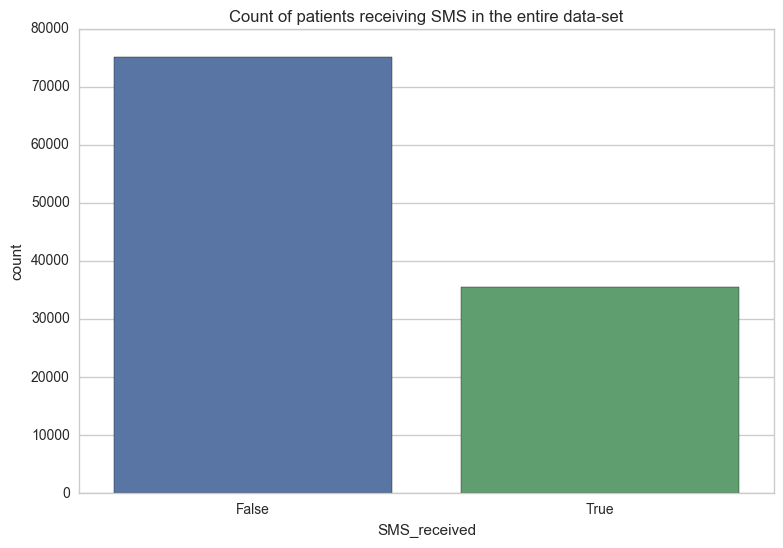 Count of patients receiving SMS in the entire data-set
80000
70000
60000
50000
40000
30000
20000
10000
0
count
False True
SMS_received